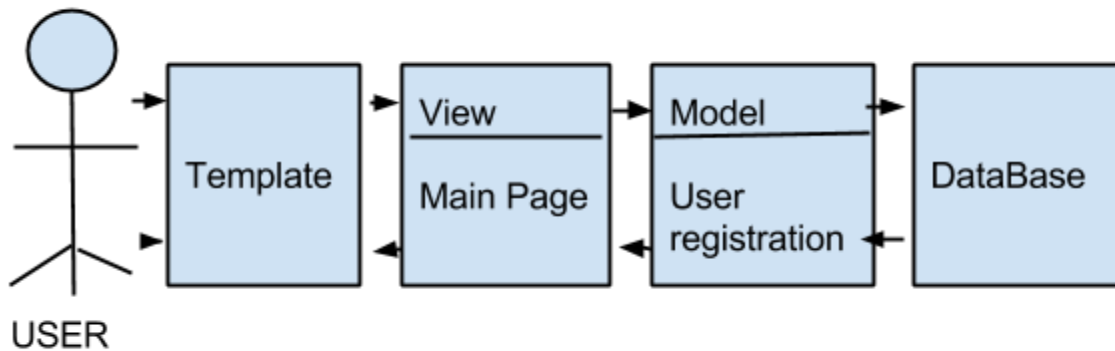 View
Model
Template
DataBase
Main Page
User
registration
USER